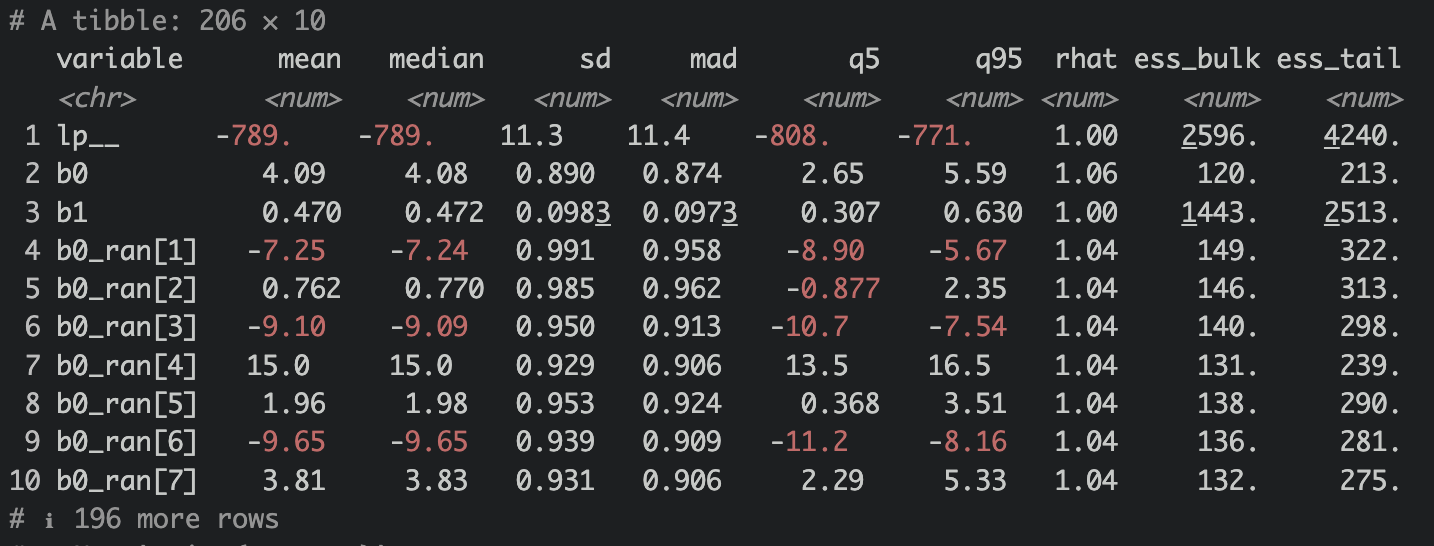 # A tibble: 206 × 10
variable mean median sd mad q5 q95 rhat ess_bulk ess_tail
<chr> <num> <num> <num> <num> <num> <num> <num> <num> <num>
1 lp__ -789. -789. 11.3 11.4 -808. -771. 1.00 2596. 4240.
2 b0 4.09 4.08 0.890 0.874 2.65 5.59 1.06 120. 213.
3 b1 0.470 0.472 0.0983 0.0973 0.307 0.630 1.00 1443. 2513.
4 b0_ran[1] -7.25 -7.24 0.991 0.958 -8.90 -5.67 1.04 149. 322.
5 b0_ran[2] 0.762 0.770 0.985 0.962 -0.877 2.35 1.04 146. 313.
6 b0_ran[3] -9.10 -9.09 0.950 0.913 -10.7 -7.54 1.04 140. 298.
7 b0_ran[4] 15.0 15.0 0.929 0.906 13.5 16.5 1.04 131. 239.
8 b0_ran[5] 1.96 1.98 0.953 0.924 0.368 3.51 1.04 138. 290.
9 b0_ran[6] -9.65 -9.65 0.939 0.909 -11.2 -8.16 1.04 136. 281.
10 b0_ran[7] 3.81 3.83 0.931 0.906 2.29 5.33 1.04 132. 275.
# ℹ 196 more rows